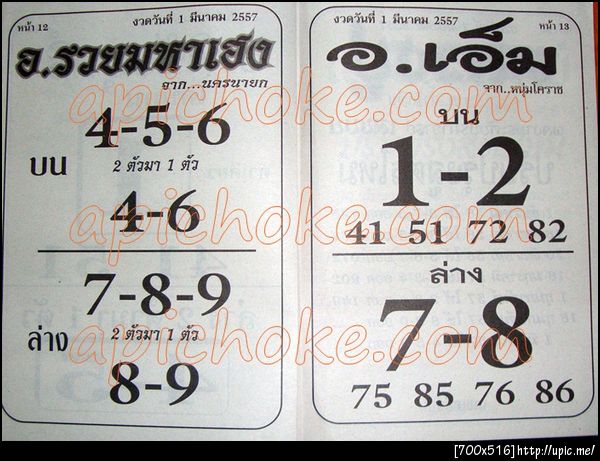 หน้า 12
งวดวันที่ 1 มีนาคม 2557
อ.รวยมหาเฮง
จาก...นครนายก
บน
4-5-6
2 ตัวมา 1 ตัว
4-6
ล่าง
7-8-9
2 ตัวมา 1 ตัว
8-9
งวดวันที่ 1 มีนาคม 2557
หน้า 13
อ.เอ็ม
จาก..หนุ่มโคราช
บน
1-2
41 51 72 82
ล่าง
7-8
75 85 76 86
apichoke.com
apichoke.com
apichoke.com
[700x516]http://upic.me/